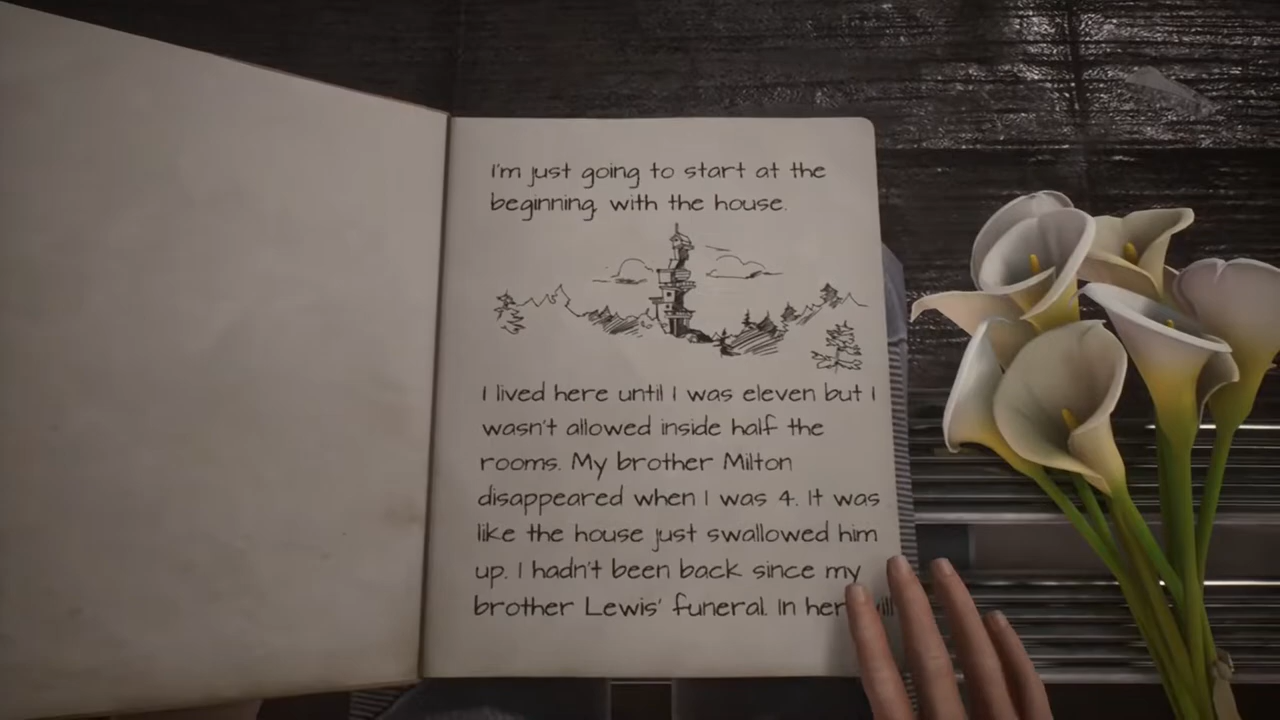 I'm just going to start at the
beginning, with the house.
I lived here until I was eleven but I
wasn't allowed inside half the
rooms. My brother Milton
disappeared when I was 4. It was
like the house just swallowed him
up. I hadn't been back since my
brother Lewis' funeral. In her